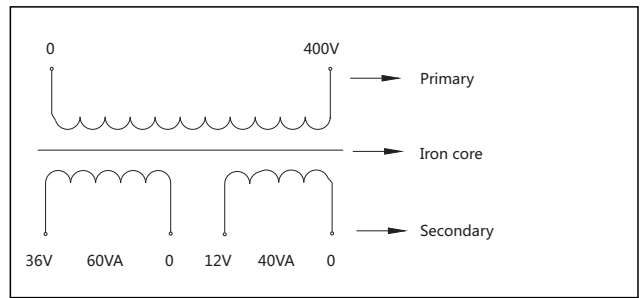 0 400V
Primary
Iron core
Secondary
36V 60VA 0 12V 40VA 0